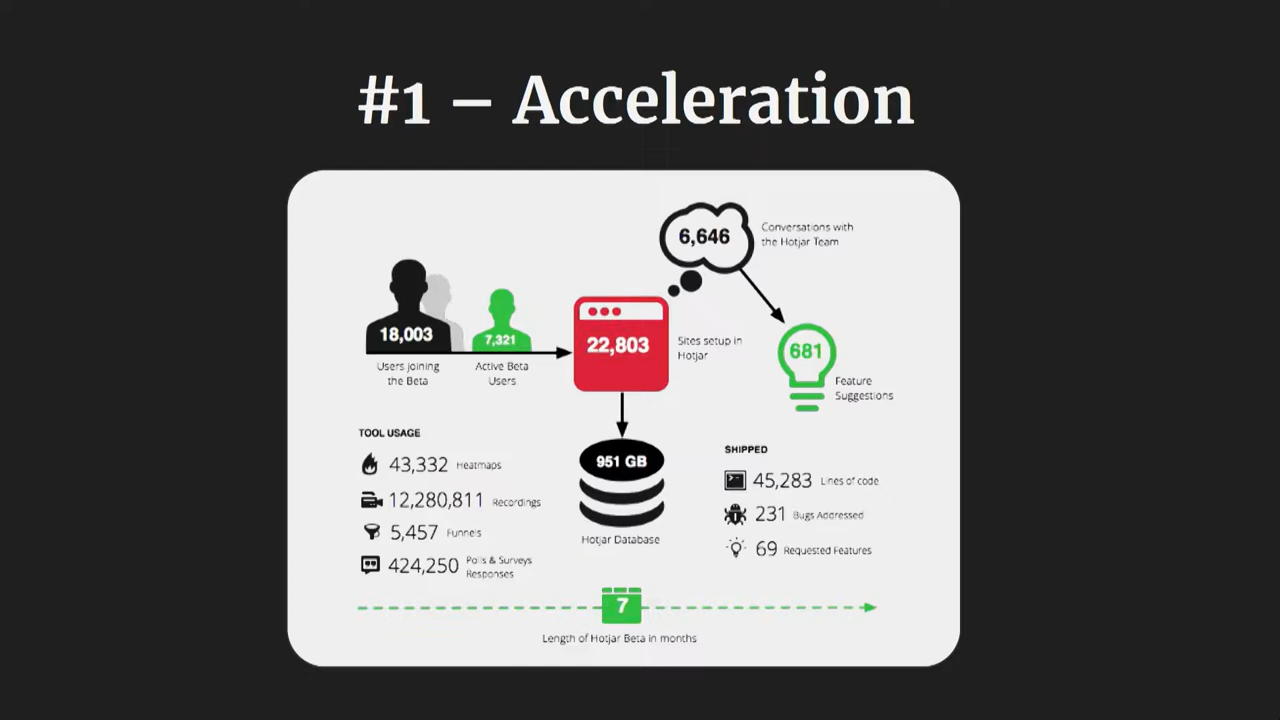 #1 – Acceleration
6,646
Conversations with
the Hotjar Team
18,003
7,321
Users joining
the Beta
Active Beta
Users
22,803
Sites setup in
Hotjar
681
Feature
Suggestions
TOOL USAGE
43,332 Heatmaps
12,280,811 Recordings
5,457 Funnels
424,250 Polls & Surveys
Responses
951 GB
Hotjar Database
SHIPPED
45,283 Lines of code
231 Bugs Addressed
69 Requested Features
7
Length of Hotjar Beta in months